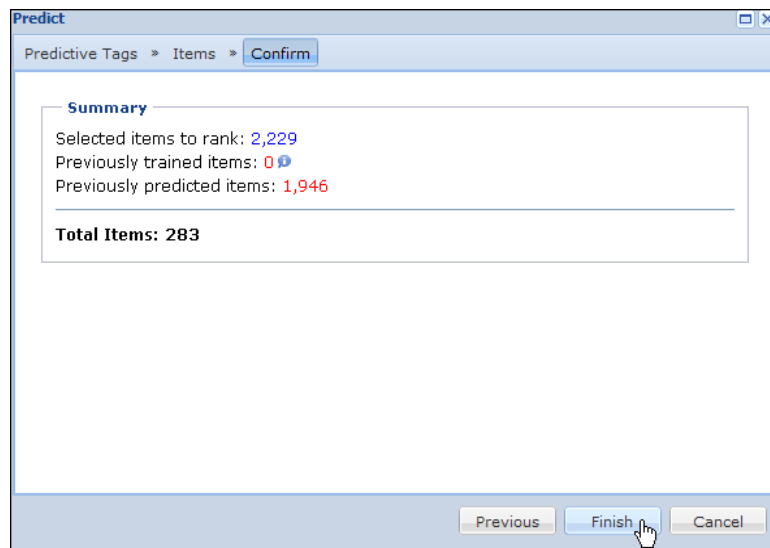 Predict
Predictive Tags » Items » Confirm
Summary
Selected items to rank: 2,229
Previously trained items: 0
Previously predicted items: 1,946
Total Items: 283
Previous Finish Cancel